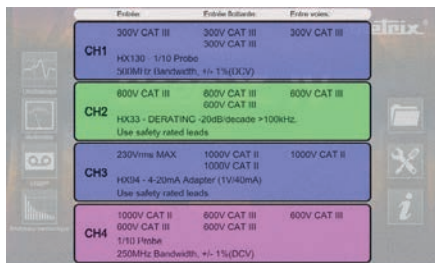 Entrée: Entrée flottante: Entre voies:
CH1
300V CAT III 300V CAT III 300V CAT III
300V CAT III
HX130 - 1/10 Probe
500MHz Bandwidth, +/- 1%(DCV)
CH2
600V CAT III 600V CAT III 600V CAT III
600V CAT III
HX33 - DERATING -20dB/decade >100kHz.
Use safety rated leads
CH3
230Vrms MAX 1000V CAT II 1000V CAT II
1000V CAT II
HX94 - 4-20mA Adapter (1V/40mA)
Use safety rated leads
CH4
1000V CAT II 600V CAT III 600V CAT III
600V CAT III 600V CAT III
1/10 Probe
250MHz Bandwidth, +/- 1%(DCV)